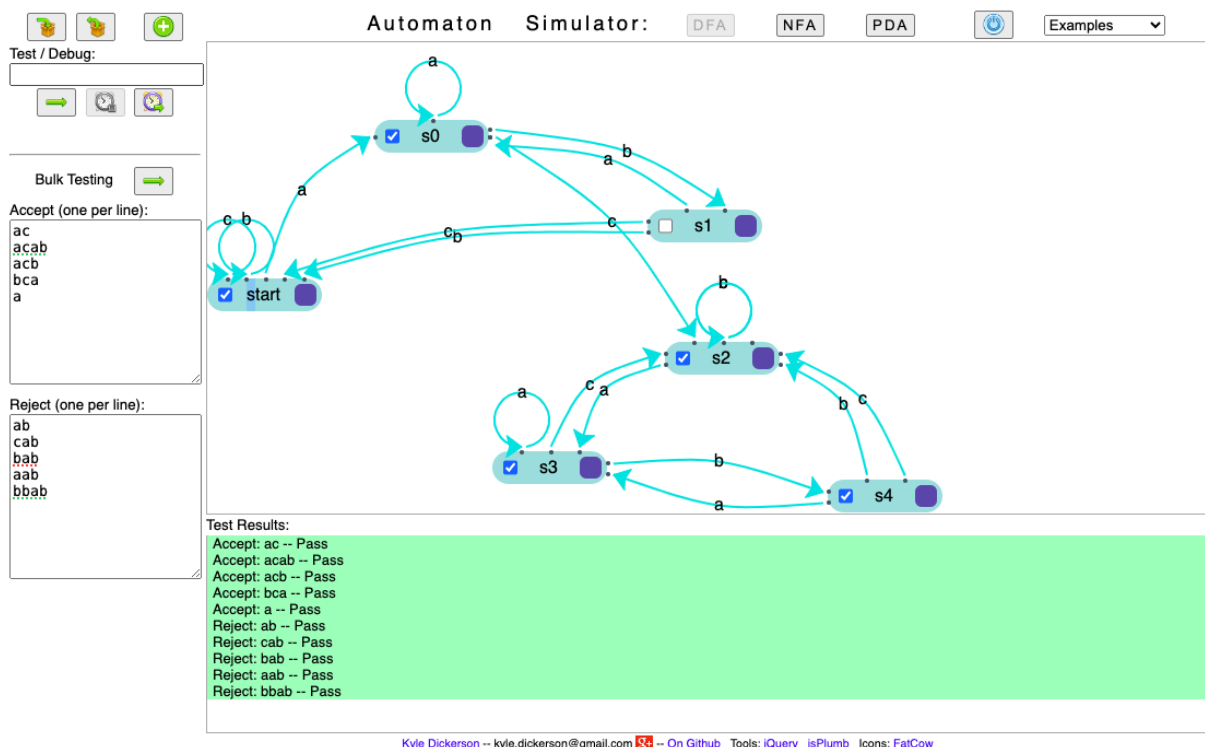 Automaton Simulator:
DFA
NFA
PDA
Examples
Test / Debug:
Bulk Testing
Accept (one per line):
ac
acab
acb
bca
a
Reject (one per line):
ab
cab
bab
aab
bbab
a
s0
b
a
a
c
s1
c
b
c b
start
b
s2
c
a
a
s3
b
c
b
s4
a
Test Results:
Accept: ac -- Pass
Accept: acab -- Pass
Accept: acb -- Pass
Accept: bca -- Pass
Accept: a -- Pass
Reject: ab -- Pass
Reject: cab -- Pass
Reject: bab -- Pass
Reject: aab -- Pass
Reject: bbab -- Pass
Kyle Dickerson -- kyle.dickerson@gmail.com g+ -- On Github Tools: jQuery jsPlumb Icons: FatCow